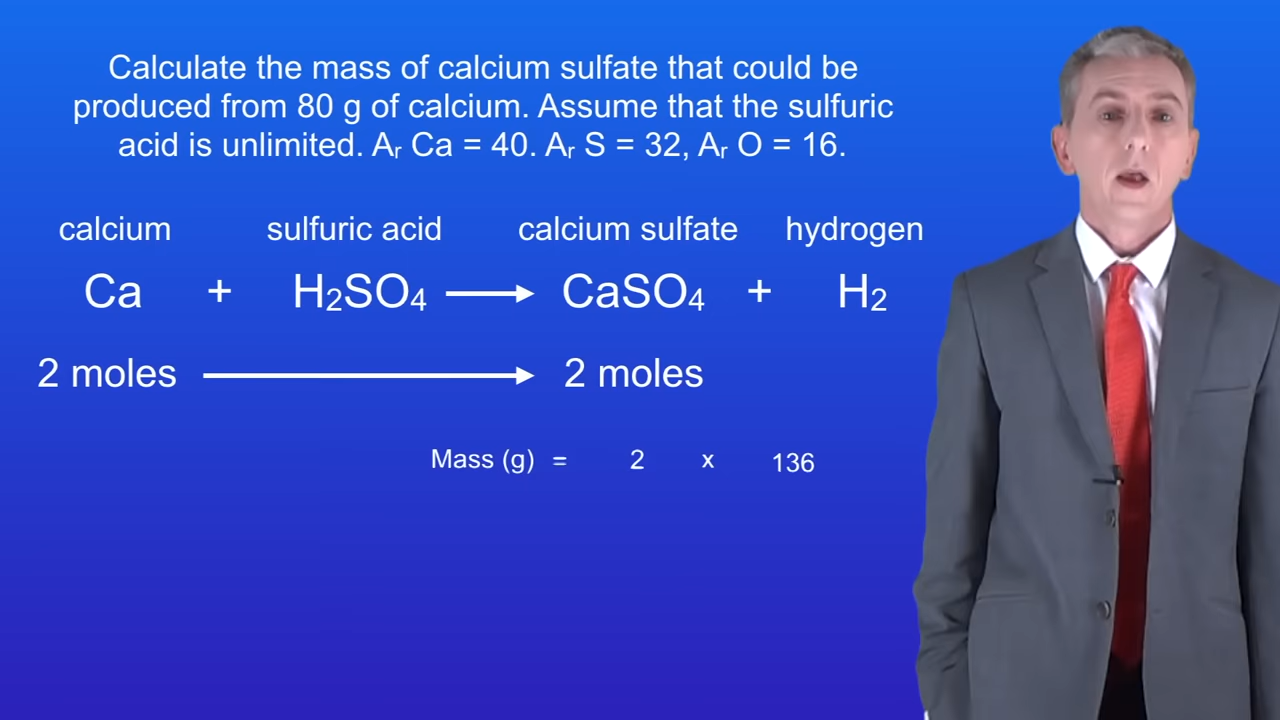 Calculate the mass of calcium sulfate that could be
produced from 80 g of calcium. Assume that the sulfuric
acid is unlimited. Aᵣ Ca = 40. Aᵣ S = 32, Aᵣ O = 16.
calcium sulfuric acid calcium sulfate hydrogen
Ca + H₂SO₄ ⟶ CaSO₄ + H₂
2 moles ⟶ 2 moles
Mass (g) = 2 x 136